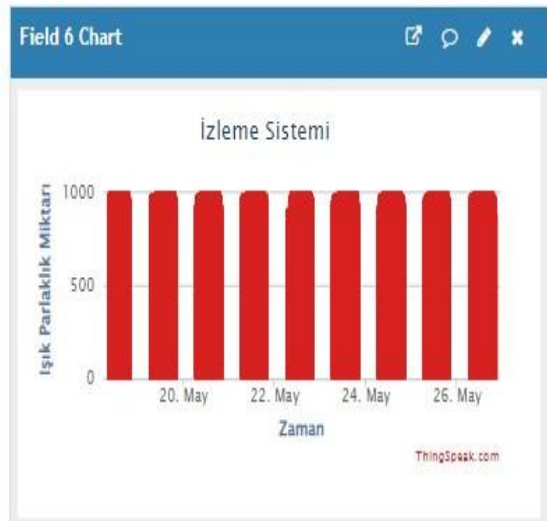 Field 6 Chart
İzleme Sistemi
Işık Parlaklık Miktarı
1000
500
0
20. May 22. May 24. May 26. May
Zaman
ThingSpeak.com